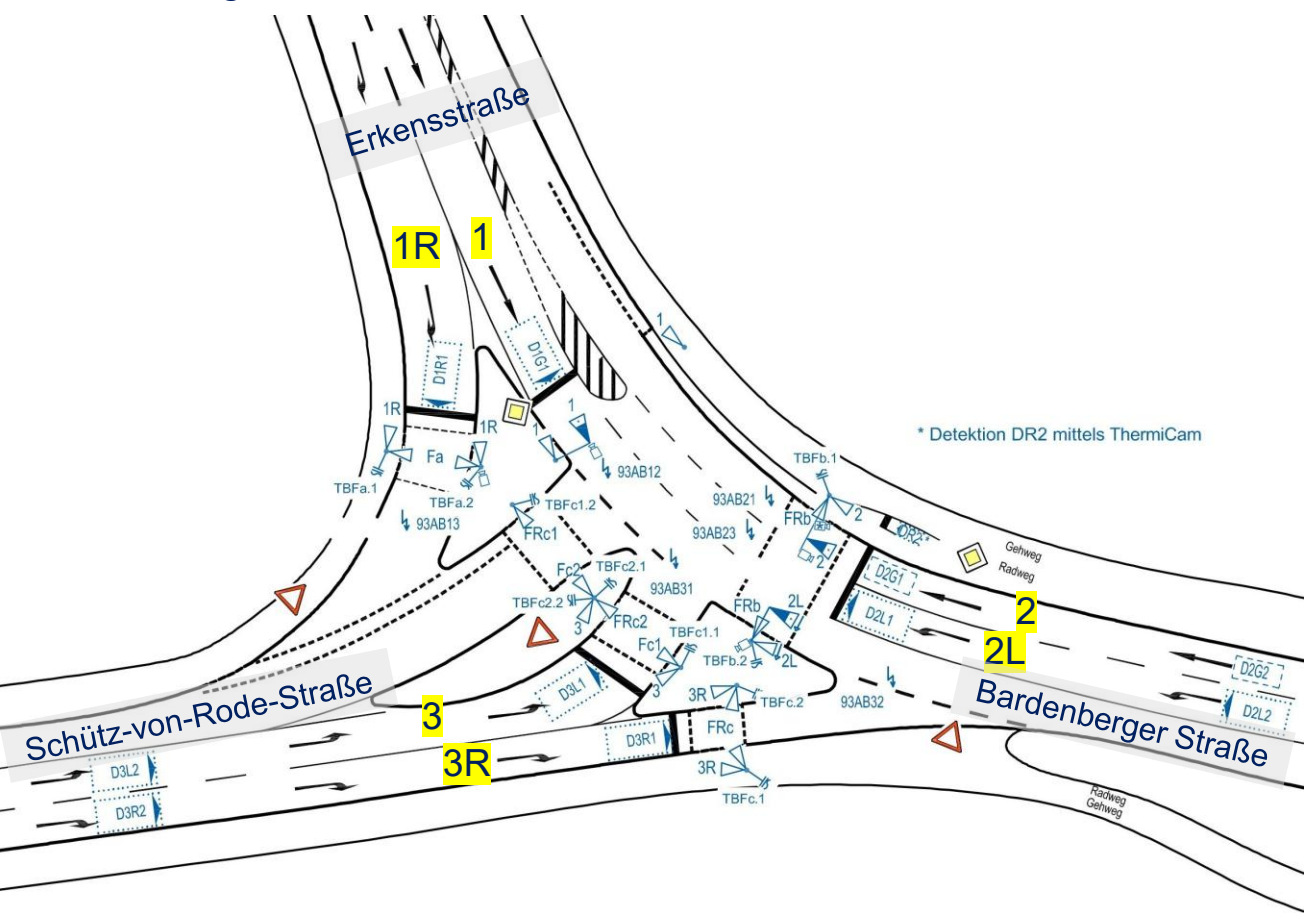 Erkensstraße
1R
1
1
D1G1
D1R1
1R
1R
1
1
Fa
TBFa.1
TBFa.2
93AB12
93AB13
TBFc1.2
FRc1
* Detektion DR2 mittels ThermiCam
TBFb.1
93AB21
93AB23
FRb
2
2
DR2*
Gehweg
Radweg
Fc2
TBFc2.1
93AB31
TBFc2.2
FRc2
3
D2G1
D2L1
2
2L
FRb
2L
2L
TBFb.2
Fc1
TBFc1.1
3
D2G2
D2L2
Bardenberger Straße
93AB32
Schütz-von-Rode-Straße
3
3R
D3L1
D3R1
3R
FRc
TBFc.2
3R
TBFc.1
D3L2
D3R2
Radweg
Gehweg